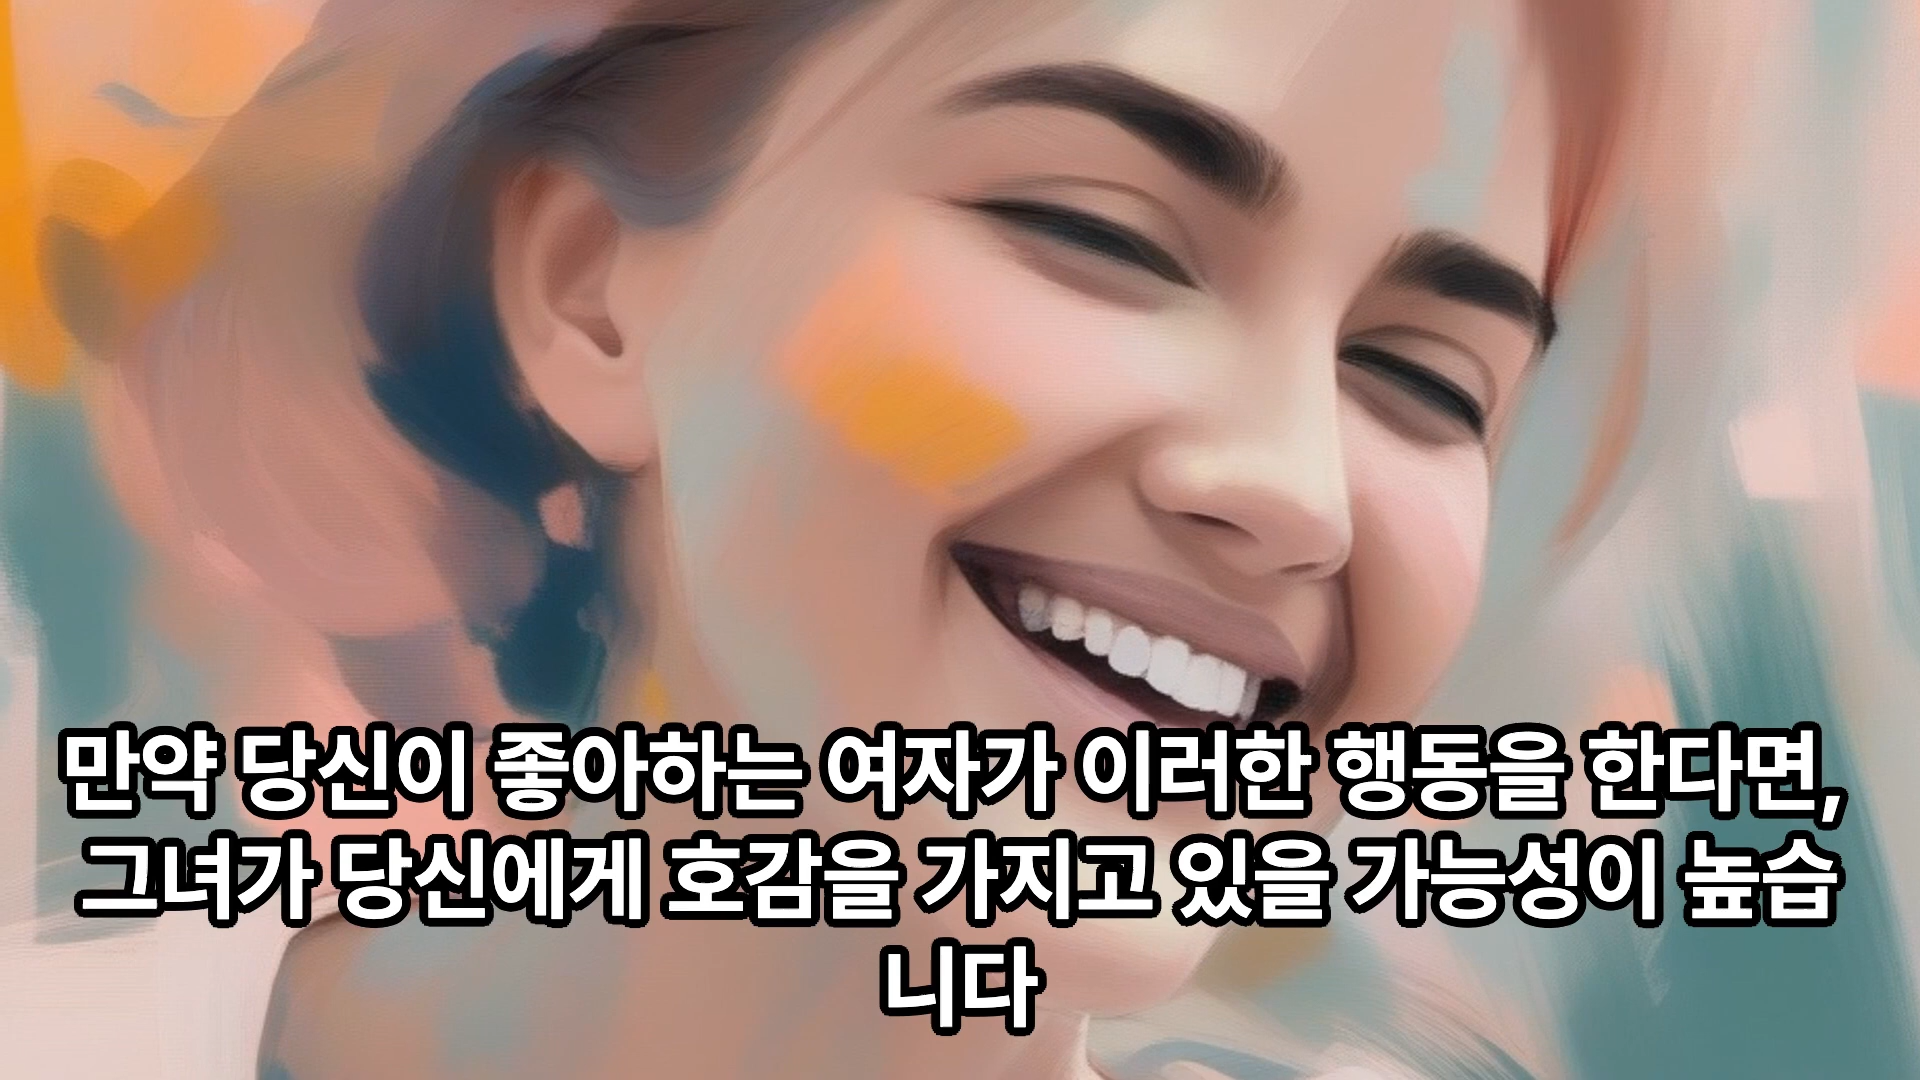 만약 당신이 좋아하는 여자가 이러한 행동을 한다면,
그녀가 당신에게 호감을 가지고 있을 가능성이 높습
니다